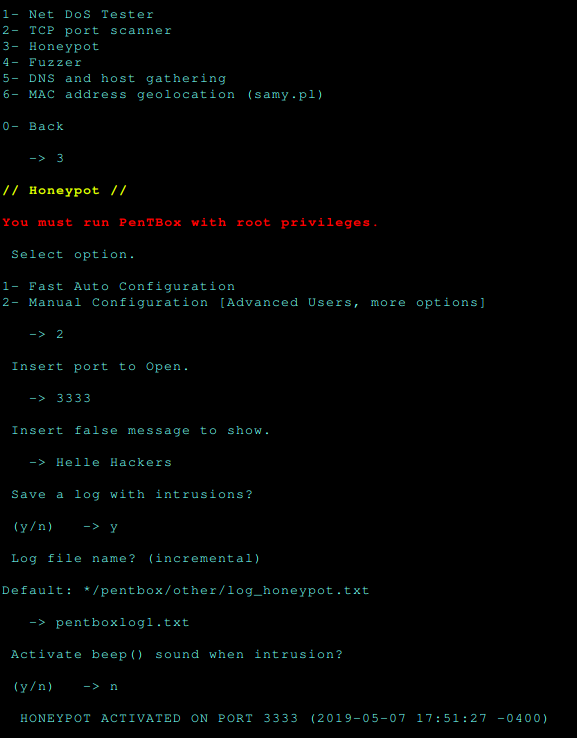 1- Net DoS Tester
2- TCP port scanner
3- Honeypot
4- Fuzzer
5- DNS and host gathering
6- MAC address geolocation (samy.pl)
0- Back
-> 3
// Honeypot //
You must run PenTBox with root privileges.
Select option.
1- Fast Auto Configuration
2- Manual Configuration [Advanced Users, more options]
-> 2
Insert port to Open.
-> 3333
Insert false message to show.
-> Helle Hackers
Save a log with intrusions?
(y/n)   -> y
Log file name? (incremental)
Default: */pentbox/other/log_honeypot.txt
-> pentboxlog1.txt
Activate beep() sound when intrusion?
(y/n)   -> n
HONEYPOT ACTIVATED ON PORT 3333 (2019-05-07 17:51:27 -0400)